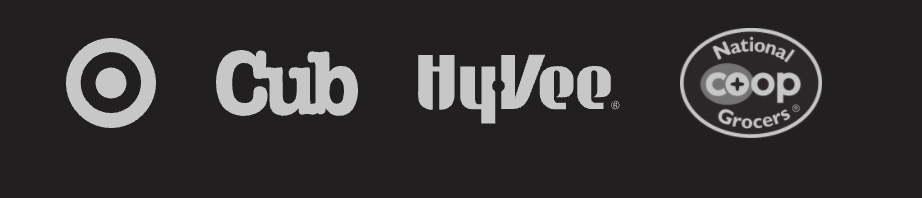 Cub
HyVee®
National
co+op
Grocers®